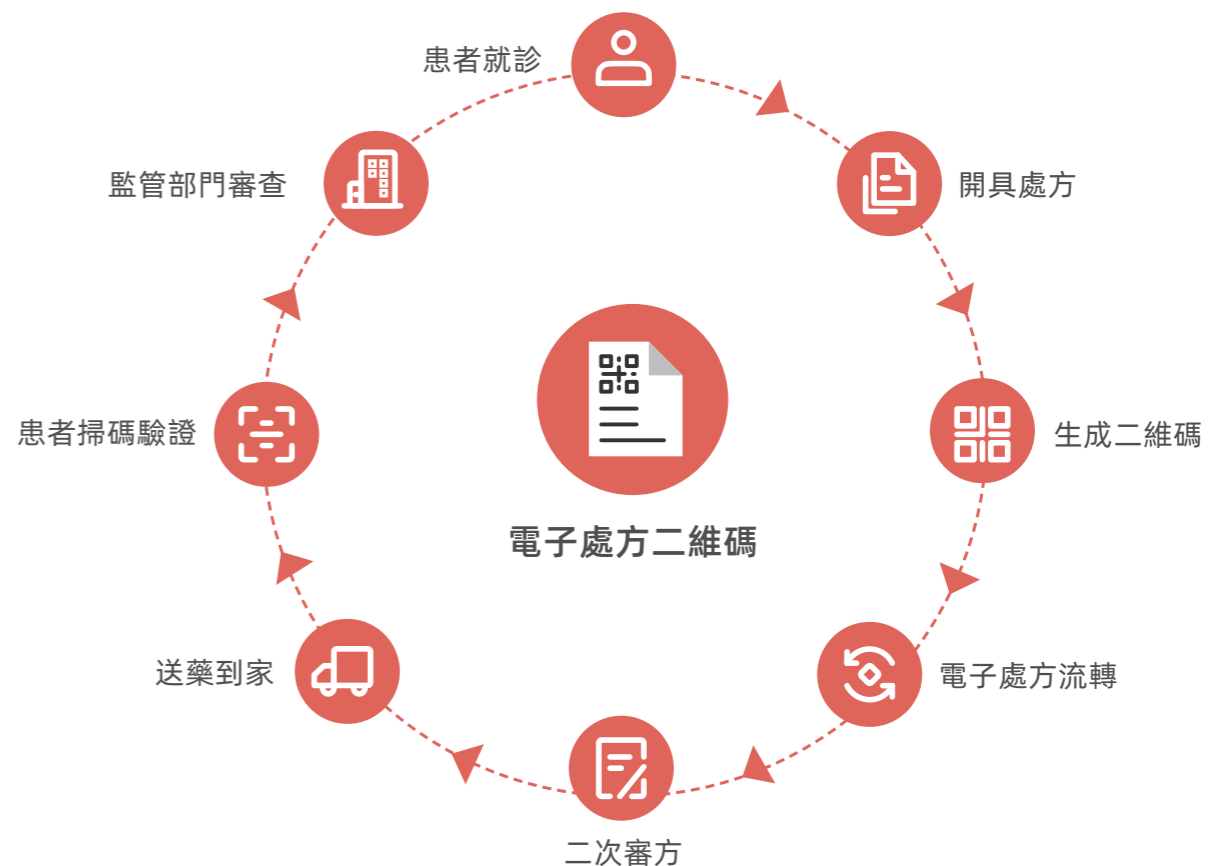 患者就診
開具處方
生成二維碼
電子處方流轉
二次審方
送藥到家
患者掃碼驗證
監管部門審查
電子處方二維碼